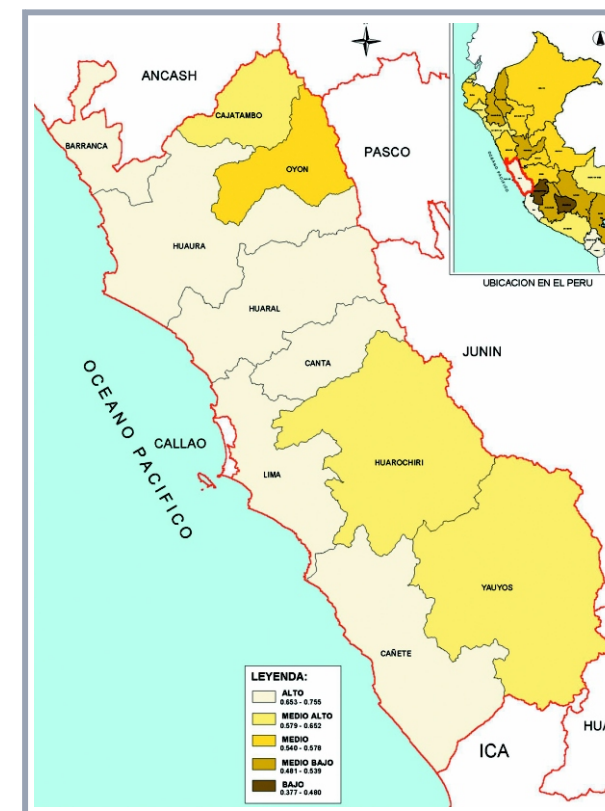 ANCASH
CAJATAMBO
BARRANCA
OYON
PASCO
HUAURA
UBICACION EN EL PERU
HUARAL
CANTA
JUNIN
OCEANO PACIFICO
CALLAO
LIMA
HUAROCHIRI
YAUYOS
CAÑETE
LEYENDA:
ALTO
0.653 - 0.755
MEDIO ALTO
0.579 - 0.652
MEDIO
0.540 - 0.578
MEDIO BAJO
0.481 - 0.539
BAJO
0.377 - 0.480
ICA
HUA